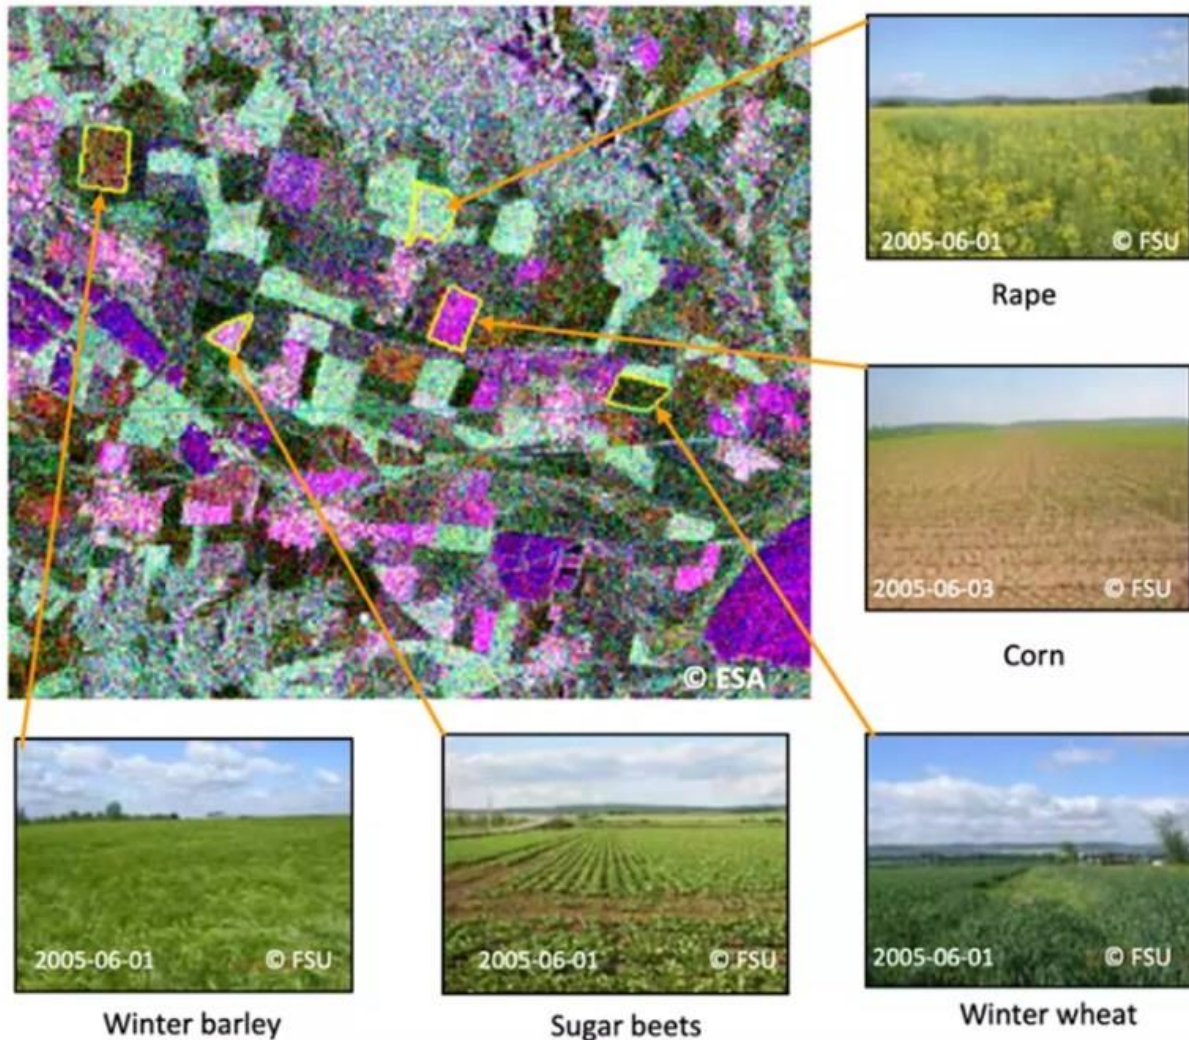 2005-06-01 © FSU
Rape
2005-06-03 © FSU
Corn
© ESA
2005-06-01 © FSU
Winter barley
2005-06-01 © FSU
Sugar beets
2005-06-01 © FSU
Winter wheat